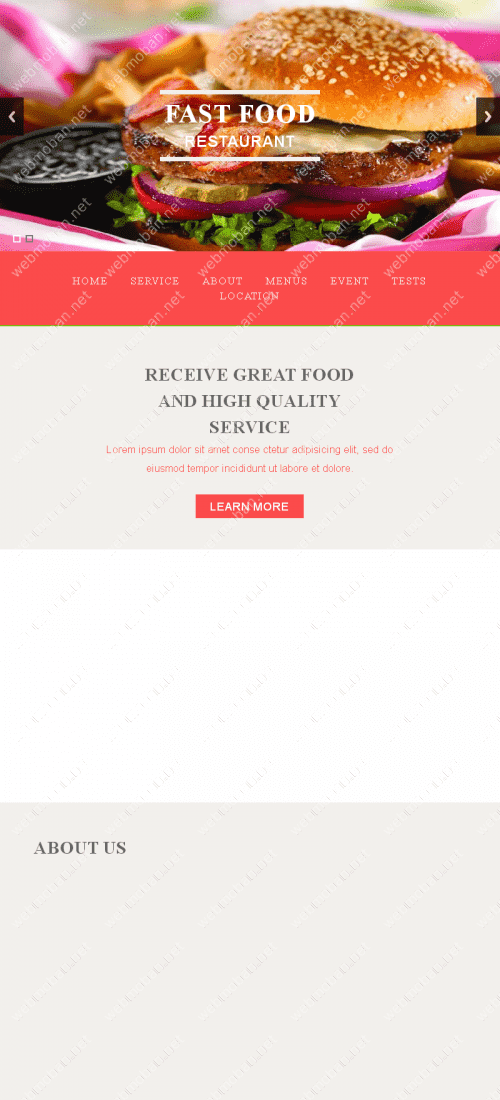 FAST FOOD
RESTAURANT
HOME SERVICE ABOUT MENUS EVENT TESTS
LOCATION
RECEIVE GREAT FOOD
AND HIGH QUALITY
SERVICE
Lorem ipsum dolor sit amet conse ctetur adipisicing elit, sed do
eiusmod tempor incididunt ut labore et dolore.
LEARN MORE
ABOUT US
webmoban.net